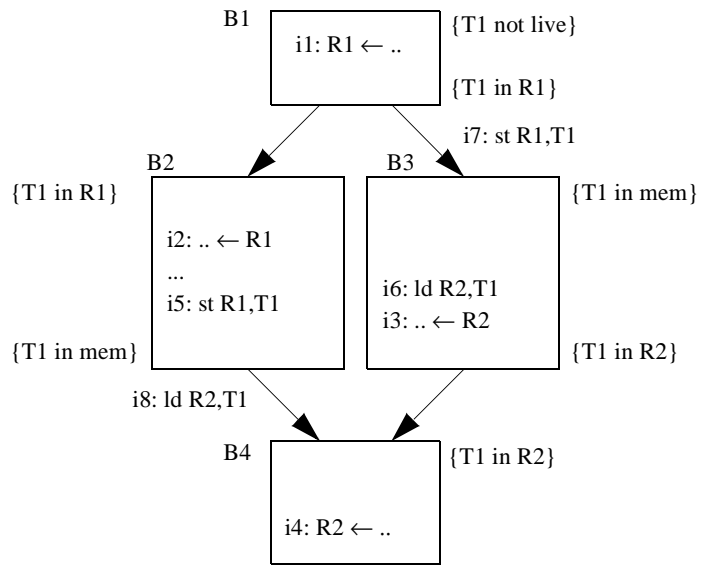 B1
{T1 not live}
i1: R1 ← ..
{T1 in R1}
i7: st R1,T1
B2
B3
{T1 in R1}
{T1 in mem}
i2: .. ← R1
...
i5: st R1,T1
i6: ld R2,T1
i3: .. ← R2
{T1 in mem}
{T1 in R2}
i8: ld R2,T1
B4
{T1 in R2}
i4: R2 ← ..